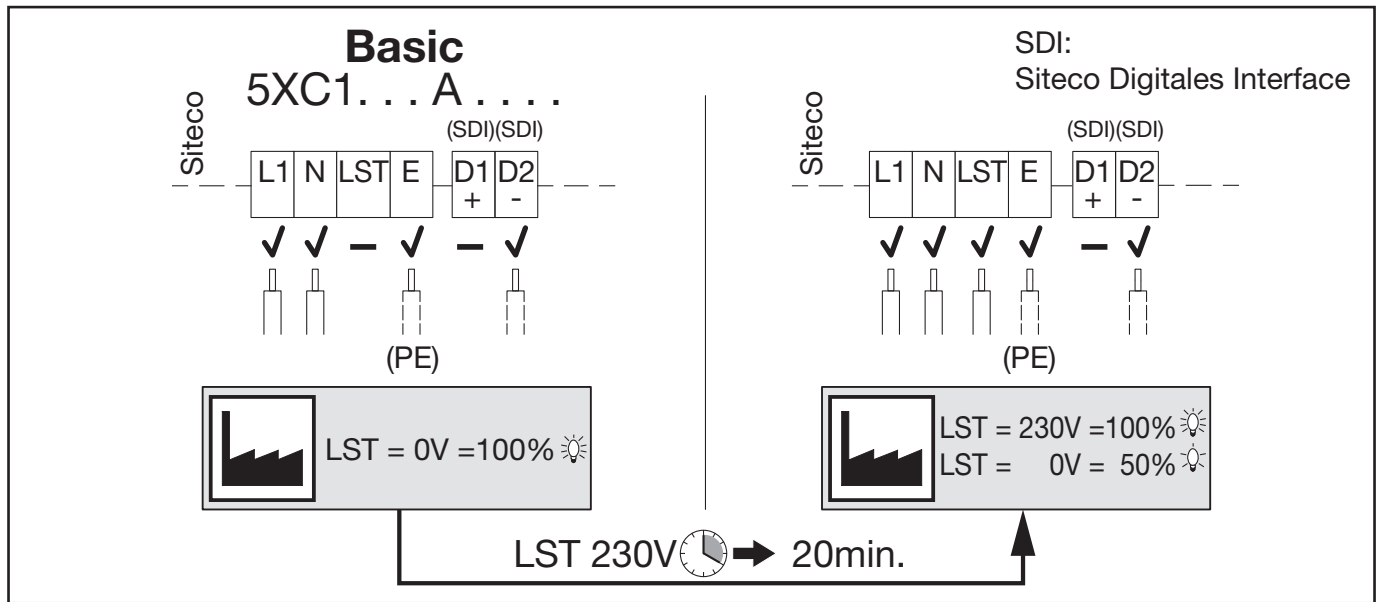 Basic
5XC1. . . A . . . .
Siteco
(SDI)(SDI)
L1 N LST E D1 D2
+ -
(PE)
LST = 0V =100%
SDI:
Siteco Digitales Interface
Siteco
(SDI)(SDI)
L1 N LST E D1 D2
+ -
(PE)
LST = 230V =100%
LST = 0V = 50%
LST 230V 20min.